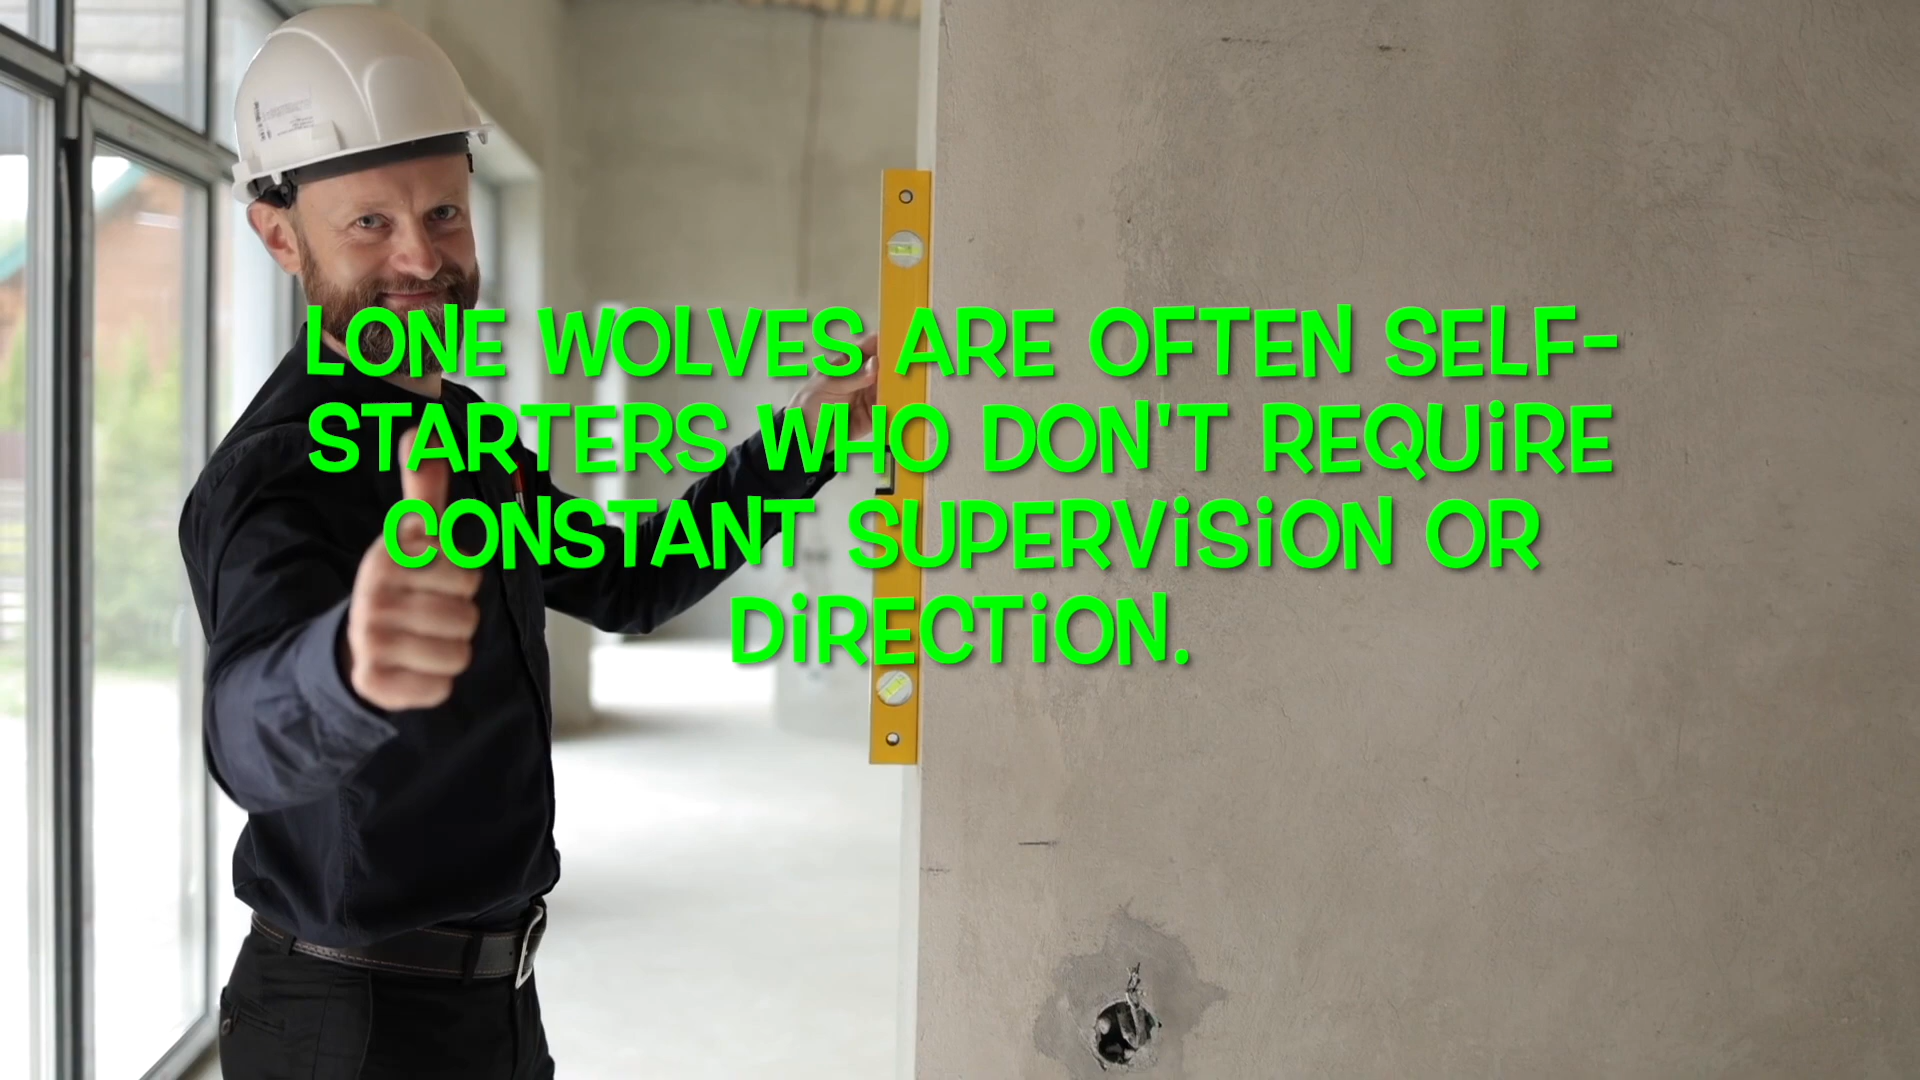 LONE WOLVES ARE OFTEN SELF-
STARTERS WHO DON'T REQUIRE
CONSTANT SUPERVISION OR
DIRECTION.